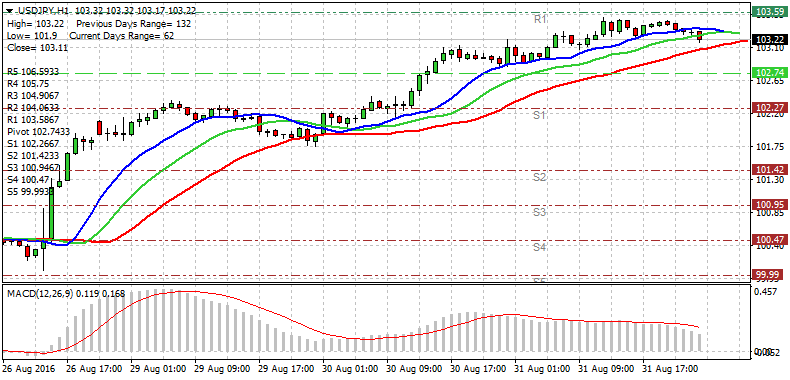 USDJPY,H1 103.32 103.32 103.17 103.22
High= 103.22 Previous Days Range= 132
Low= 101.9 Current Days Range= 62
Close= 103.11
R5 106.5933
R4 105.75
R3 104.9067
R2 104.0633
R1 103.5867
Pivot 102.7433
S1 102.2667
S2 101.4233
S3 100.9467
S4 100.47
S5 99.9933
R1
S1
S2
S3
S4
103.59
103.22
103.10
102.74
102.65
102.27
102.20
101.75
101.42
101.30
100.95
100.85
100.47
100.40
99.99
MACD(12,26,9) 0.119 0.168
0.457
26 Aug 2016
26 Aug 17:00
29 Aug 01:00
29 Aug 09:00
29 Aug 17:00
30 Aug 01:00
30 Aug 09:00
30 Aug 17:00
31 Aug 01:00
31 Aug 09:00
31 Aug 17:00